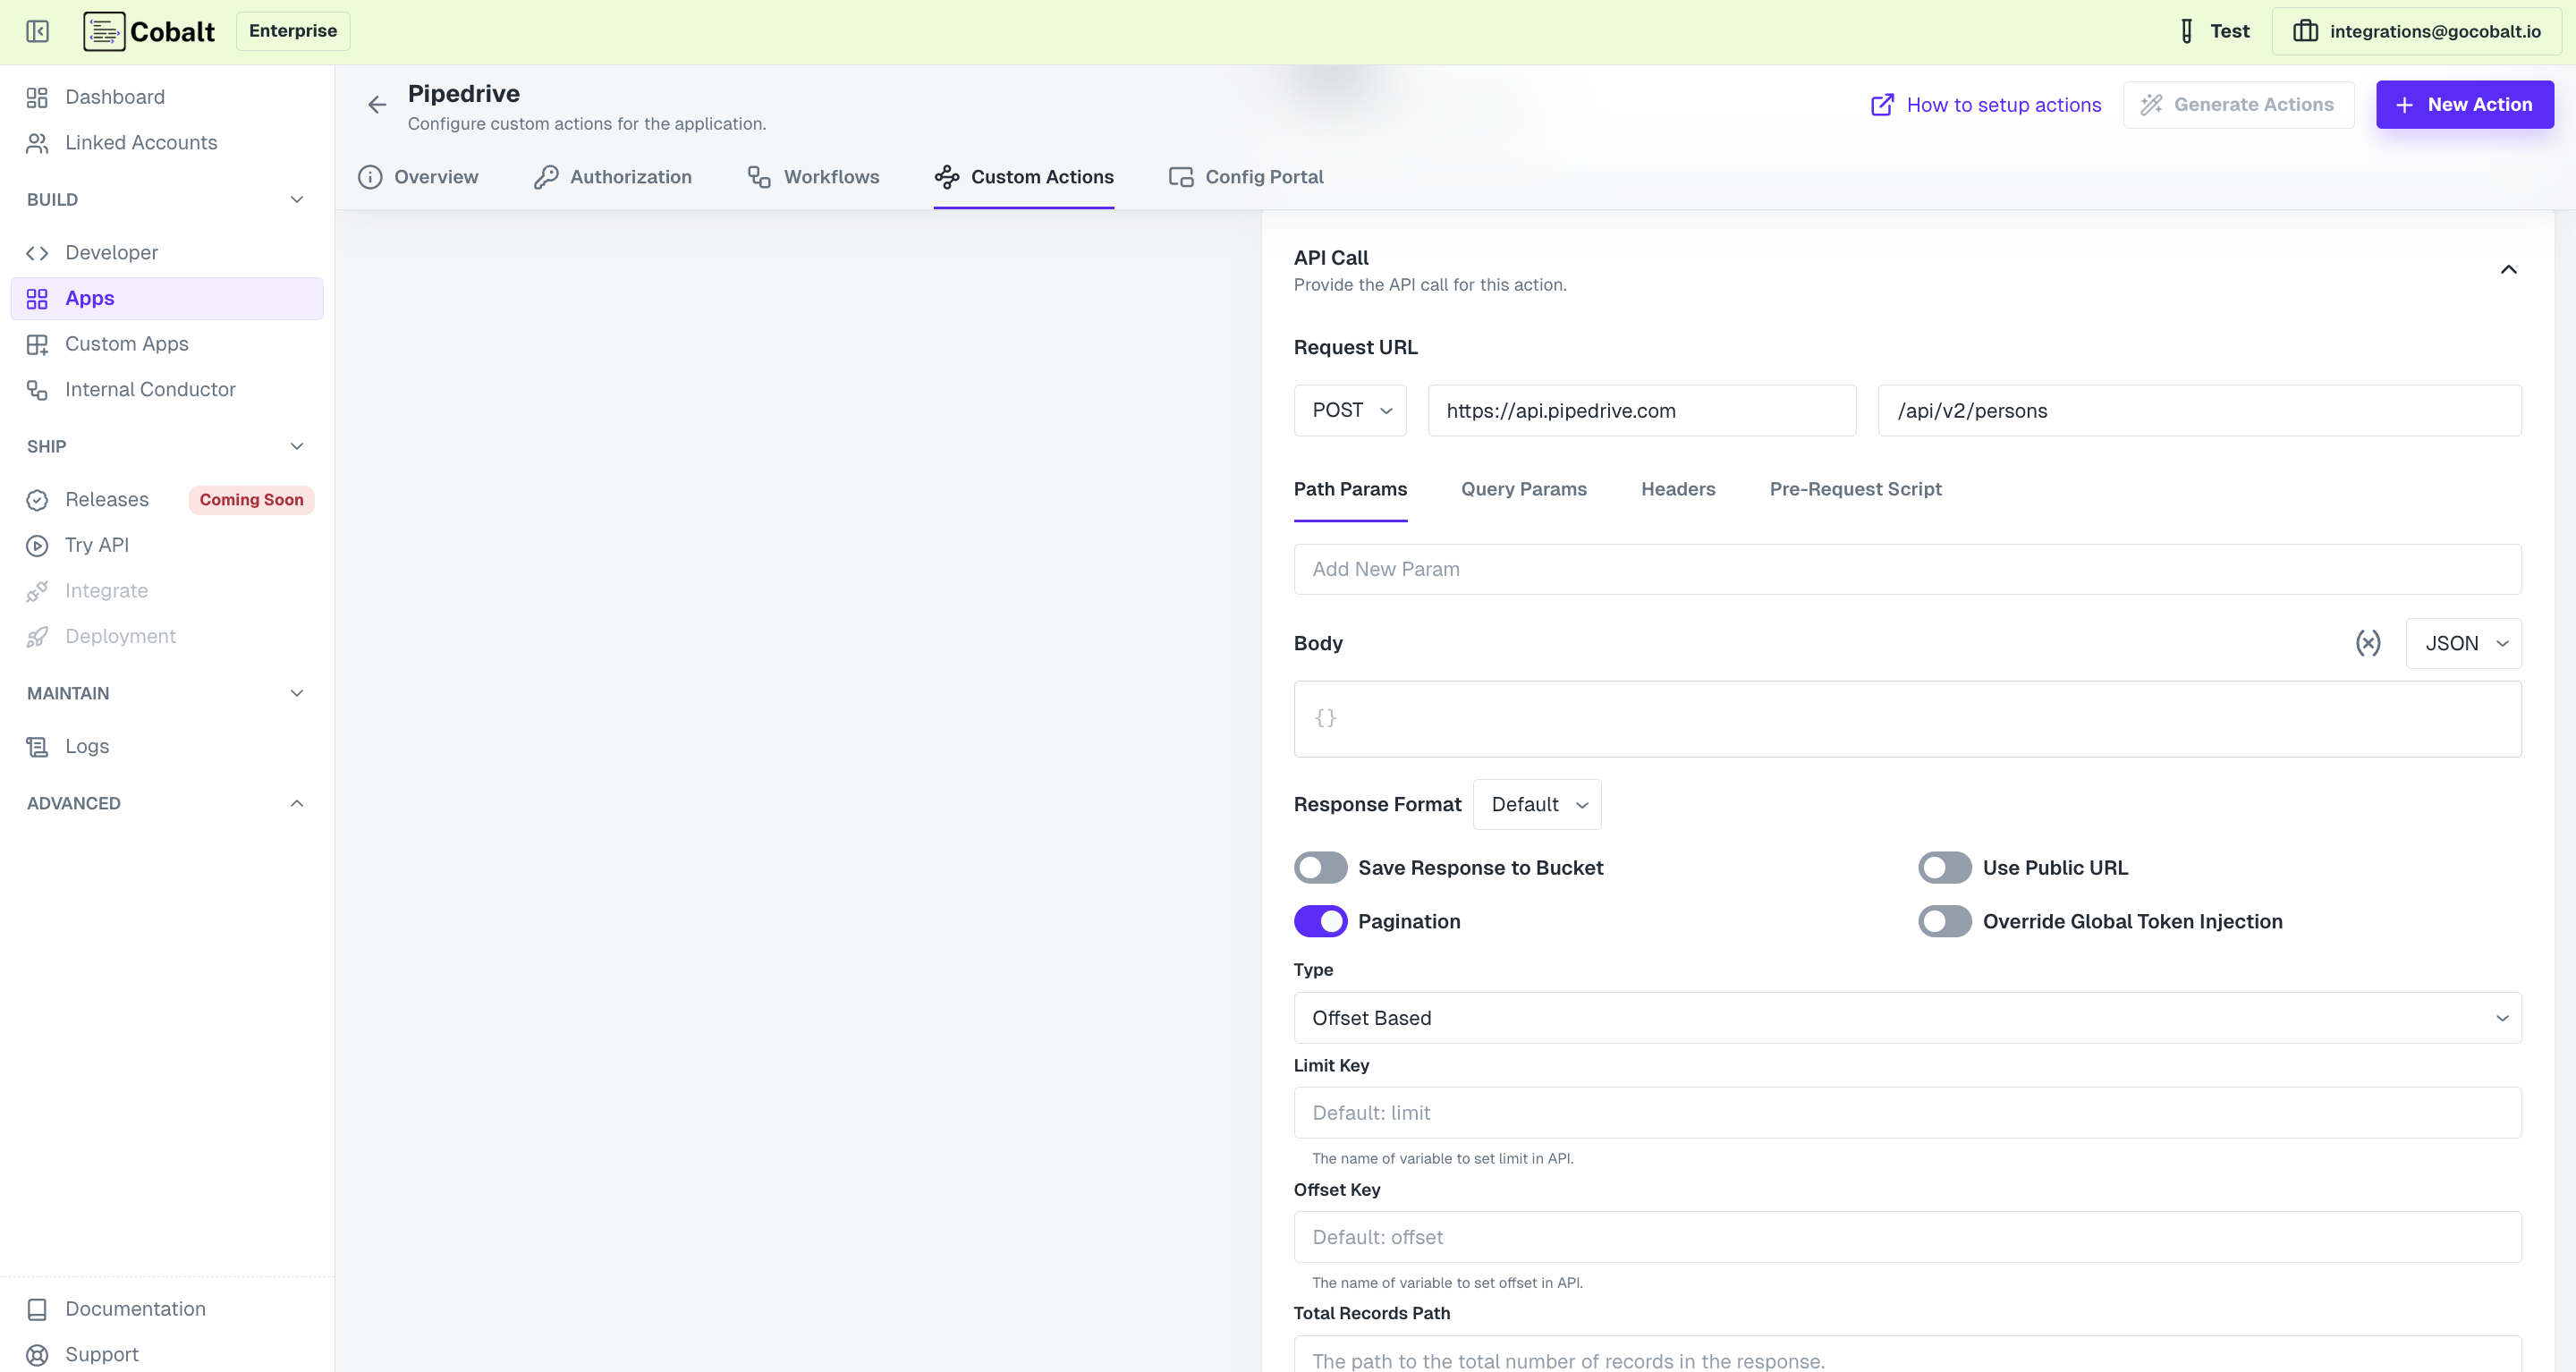 Cobalt
Enterprise
Test
integrations@gocobalt.io
Dashboard
Linked Accounts
BUILD
Developer
Apps
Custom Apps
Internal Conductor
SHIP
Releases
Coming Soon
Try API
Integrate
Deployment
MAINTAIN
Logs
ADVANCED
Documentation
Support
Pipedrive
Configure custom actions for the application.
How to setup actions
Generate Actions
New Action
Overview
Authorization
Workflows
Custom Actions
Config Portal
API Call
Provide the API call for this action.
Request URL
POST
https://api.pipedrive.com
/api/v2/persons
Path Params
Query Params
Headers
Pre-Request Script
Add New Param
Body
JSON
{}
Response Format
Default
Save Response to Bucket
Use Public URL
Pagination
Override Global Token Injection
Type
Offset Based
Limit Key
Default: limit
The name of variable to set limit in API.
Offset Key
Default: offset
The name of variable to set offset in API.
Total Records Path
The path to the total number of records in the response.